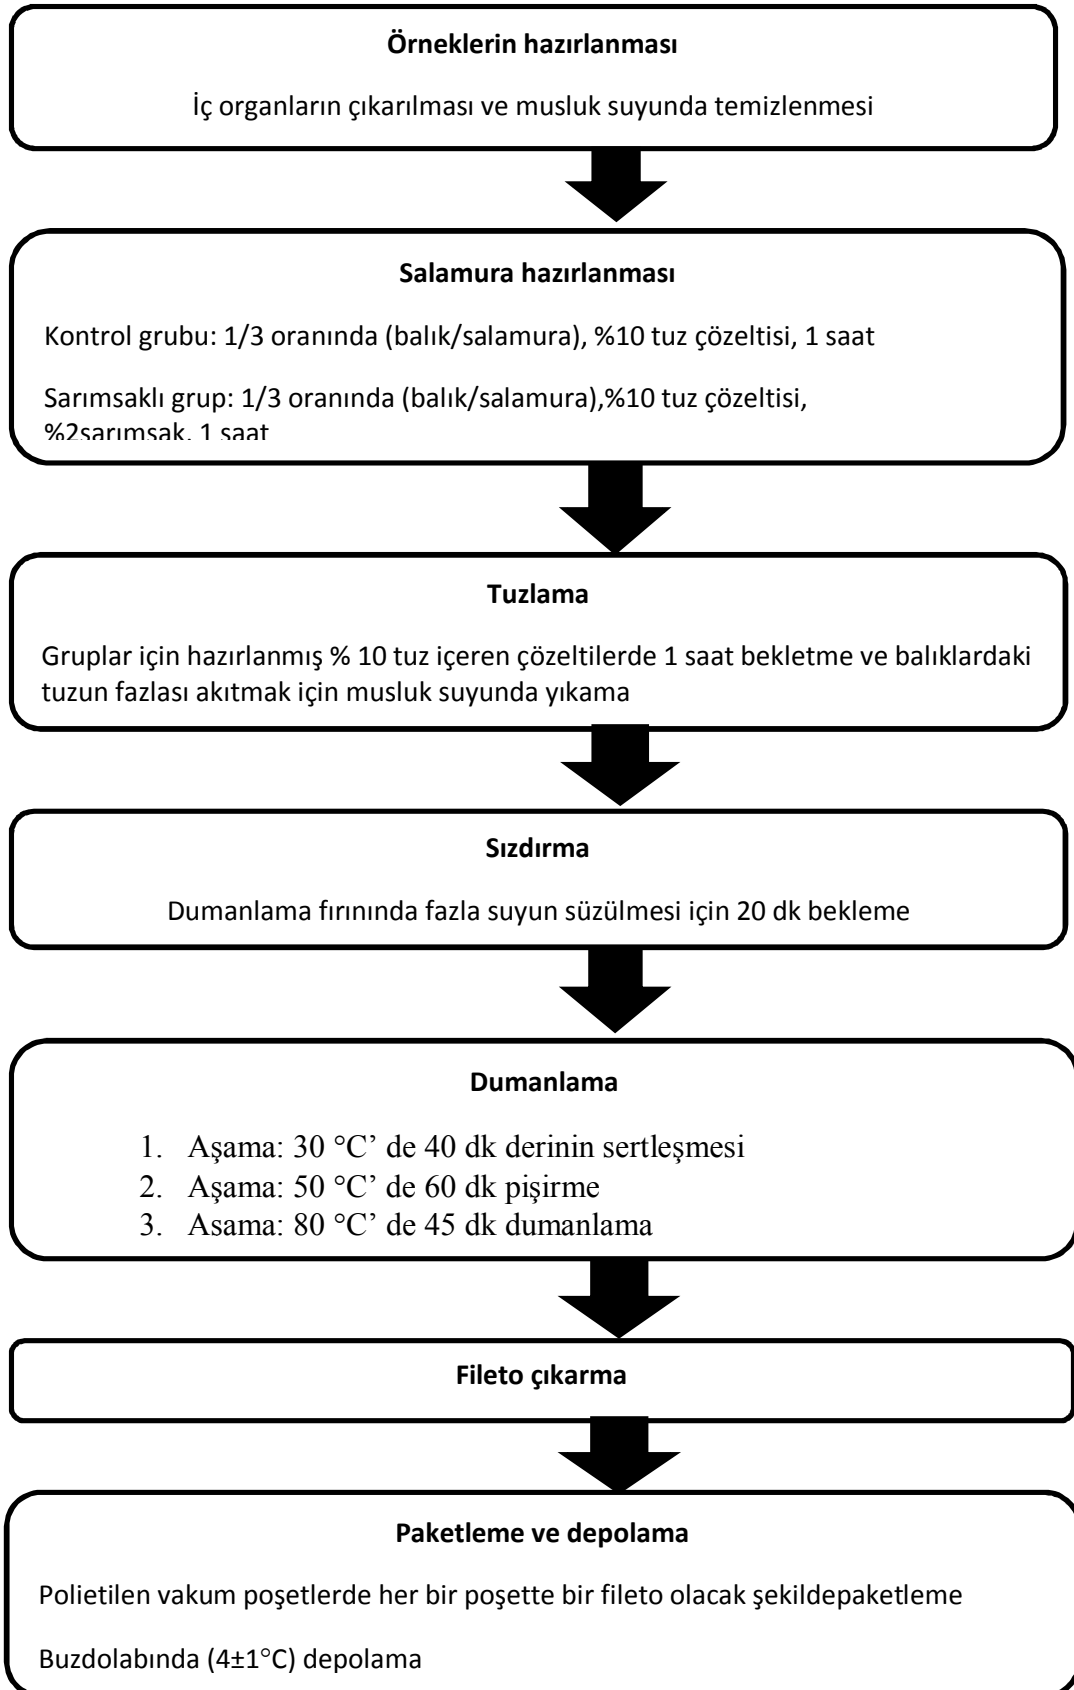 Örneklerin hazırlanması
İç organların çıkarılması ve musluk suyunda temizlenmesi
Salamura hazırlanması
Kontrol grubu: 1/3 oranında (balık/salamura), %10 tuz çözeltisi, 1 saat
Sarımsaklı grup: 1/3 oranında (balık/salamura),%10 tuz çözeltisi,
%2sarımsak, 1 saat
Tuzlama
Gruplar için hazırlanmış % 10 tuz içeren çözeltilerde 1 saat bekletme ve balıklardaki
tuzun fazlası akıtmak için musluk suyunda yıkama
Sızdırma
Dumanlama fırınında fazla suyun süzülmesi için 20 dk bekleme
Dumanlama
1. Aşama: 30 °C’ de 40 dk derinin sertleşmesi
2. Aşama: 50 °C’ de 60 dk pişirme
3. Asama: 80 °C’ de 45 dk dumanlama
Fileto çıkarma
Paketleme ve depolama
Polietilen vakum poşetlerde her bir poşette bir fileto olacak şekildepaketleme
Buzdolabında (4±1°C) depolama